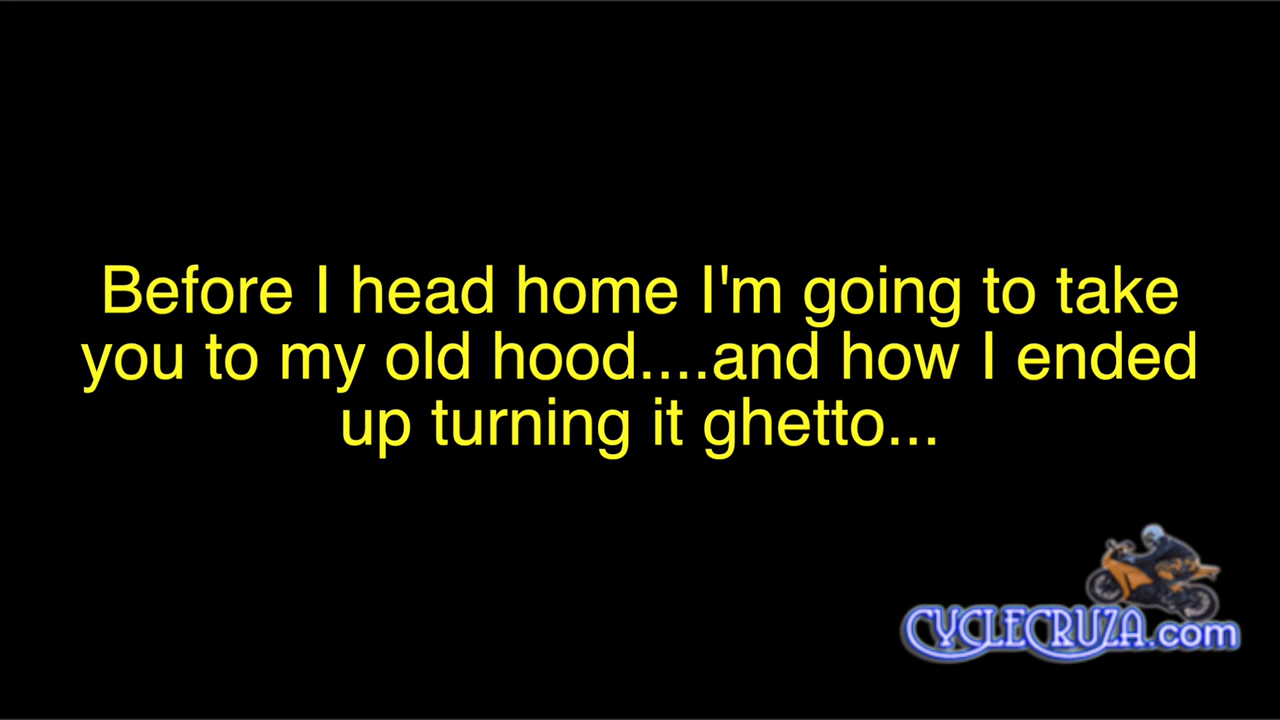 Before I head home I'm going to take
you to my old hood....and how I ended
up turning it ghetto...
CYCLECRUZA.com